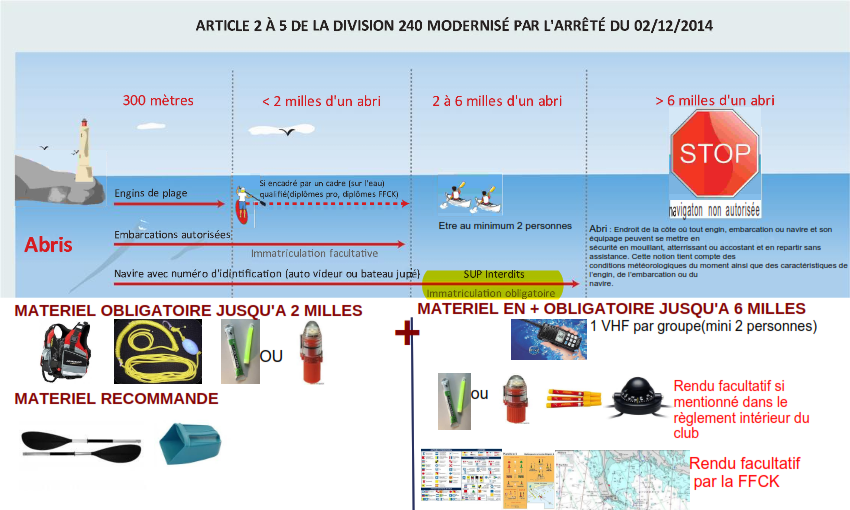 ARTICLE 2 À 5 DE LA DIVISION 240 MODERNISÉ PAR L'ARRÊTÉ DU 02/12/2014
300 mètres
< 2 milles d'un abri
2 à 6 milles d'un abri
> 6 milles d'un abri
STOP
navigaton non autorisée
Engins de plage
Si encadré par un cadre (sur l'eau)
qualifié(diplômes pro, diplômes FFCK)
Etre au minimum 2 personnes
Abris
Embarcations autorisées
Immatriculation facultative
Navire avec numéro d'identification (auto videur ou bateau jupé)
SUP Interdits
Immatriculation obligatoire
Abri : Endroit de la côte où tout engin, embarcation ou navire et son
équipage peuvent se mettre en
sécurité en mouillant, atterrissant ou accostant et en repartir sans
assistance. Cette notion tient compte des
conditions météorologiques du moment ainsi que des caractéristiques de
l'engin, de l'embarcation ou du
navire.
MATERIEL OBLIGATOIRE JUSQU'A 2 MILLES
OU
MATERIEL RECOMMANDE
+
MATERIEL EN + OBLIGATOIRE JUSQU'A 6 MILLES
1 VHF par groupe(mini 2 personnes)
ou
Rendu facultatif si
mentionné dans le
règlement intérieur du
club
Rendu facultatif
par la FFCK